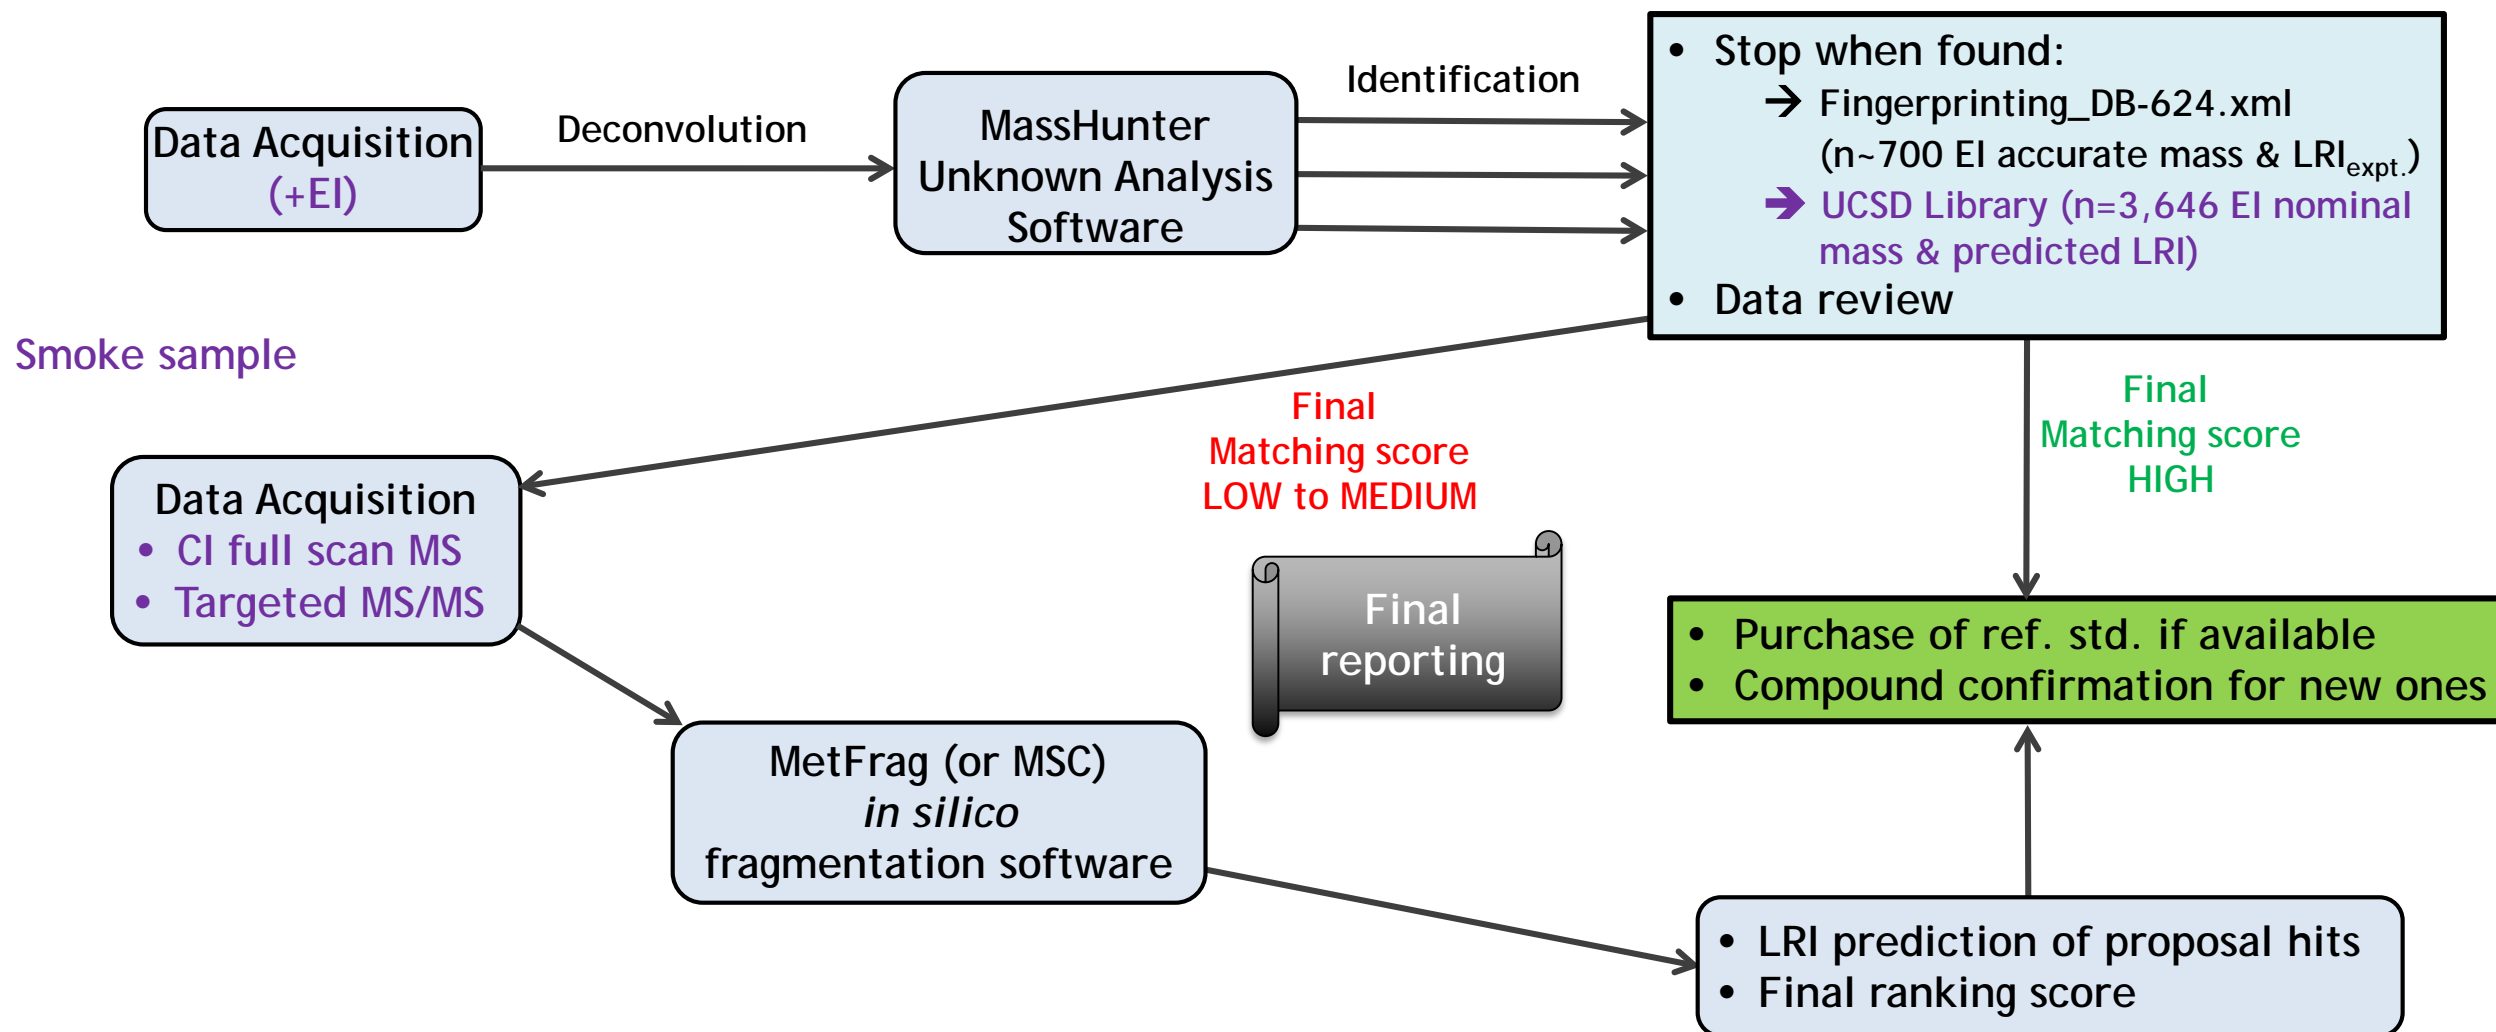 Data Acquisition
(+EI)
Deconvolution
MassHunter
Unknown Analysis
Software
Identification
• Stop when found:
➔ Fingerprinting_DB-624.xml
(n~700 EI accurate mass & LRIexpt.)
➔ UCSD Library (n=3,646 EI nominal
mass & predicted LRI)
• Data review
Smoke sample
Final
Matching score
LOW to MEDIUM
Final
Matching score
HIGH
Data Acquisition
• CI full scan MS
• Targeted MS/MS
Final
reporting
• Purchase of ref. std. if available
• Compound confirmation for new ones
MetFrag (or MSC)
in silico
fragmentation software
• LRI prediction of proposal hits
• Final ranking score